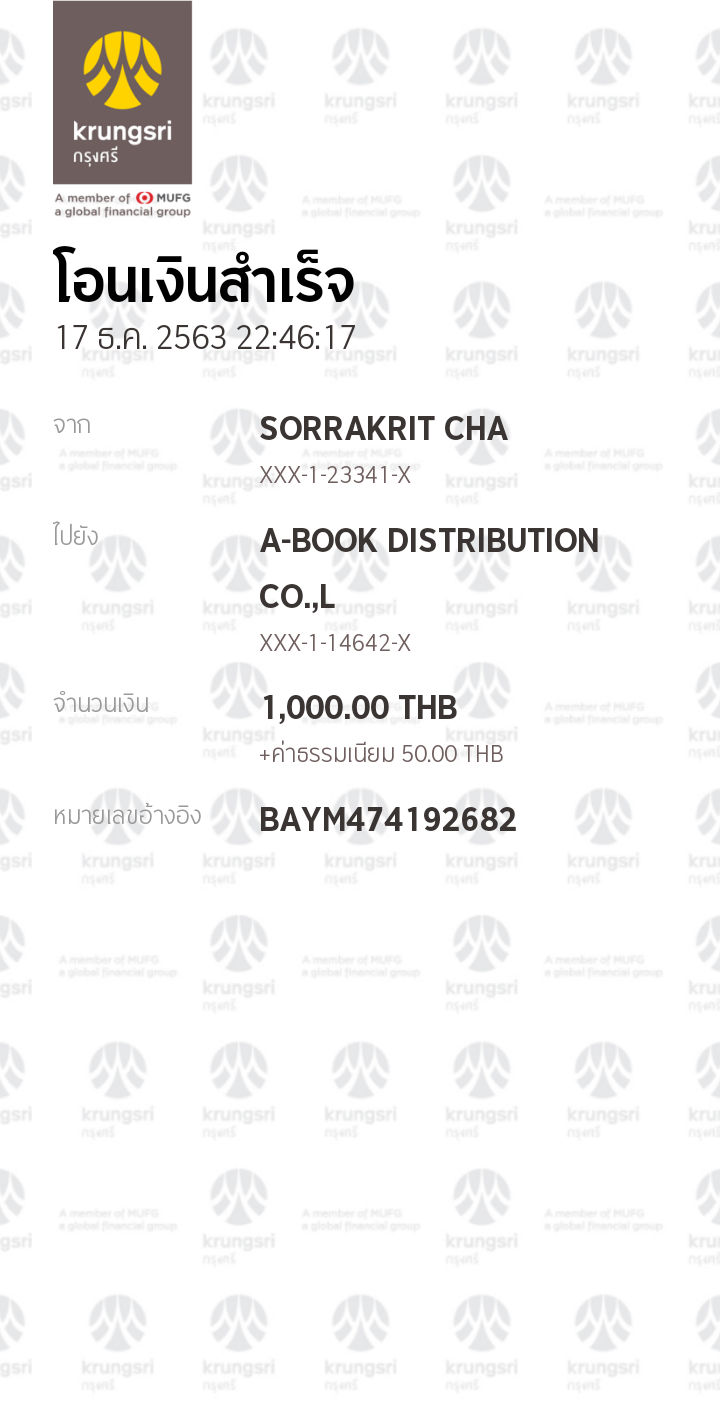 krungsri
กรุงศรี
A member of MUFG
a global financial group
โอนเงินสำเร็จ
17 ธ.ค. 2563 22:46:17
จาก
SORRAKRIT CHA
XXX-1-23341-X
ไปยัง
A-BOOK DISTRIBUTION
CO.,L
XXX-1-14642-X
จำนวนเงิน
1,000.00 THB
+ค่าธรรมเนียม 50.00 THB
หมายเลขอ้างอิง
BAYM474192682